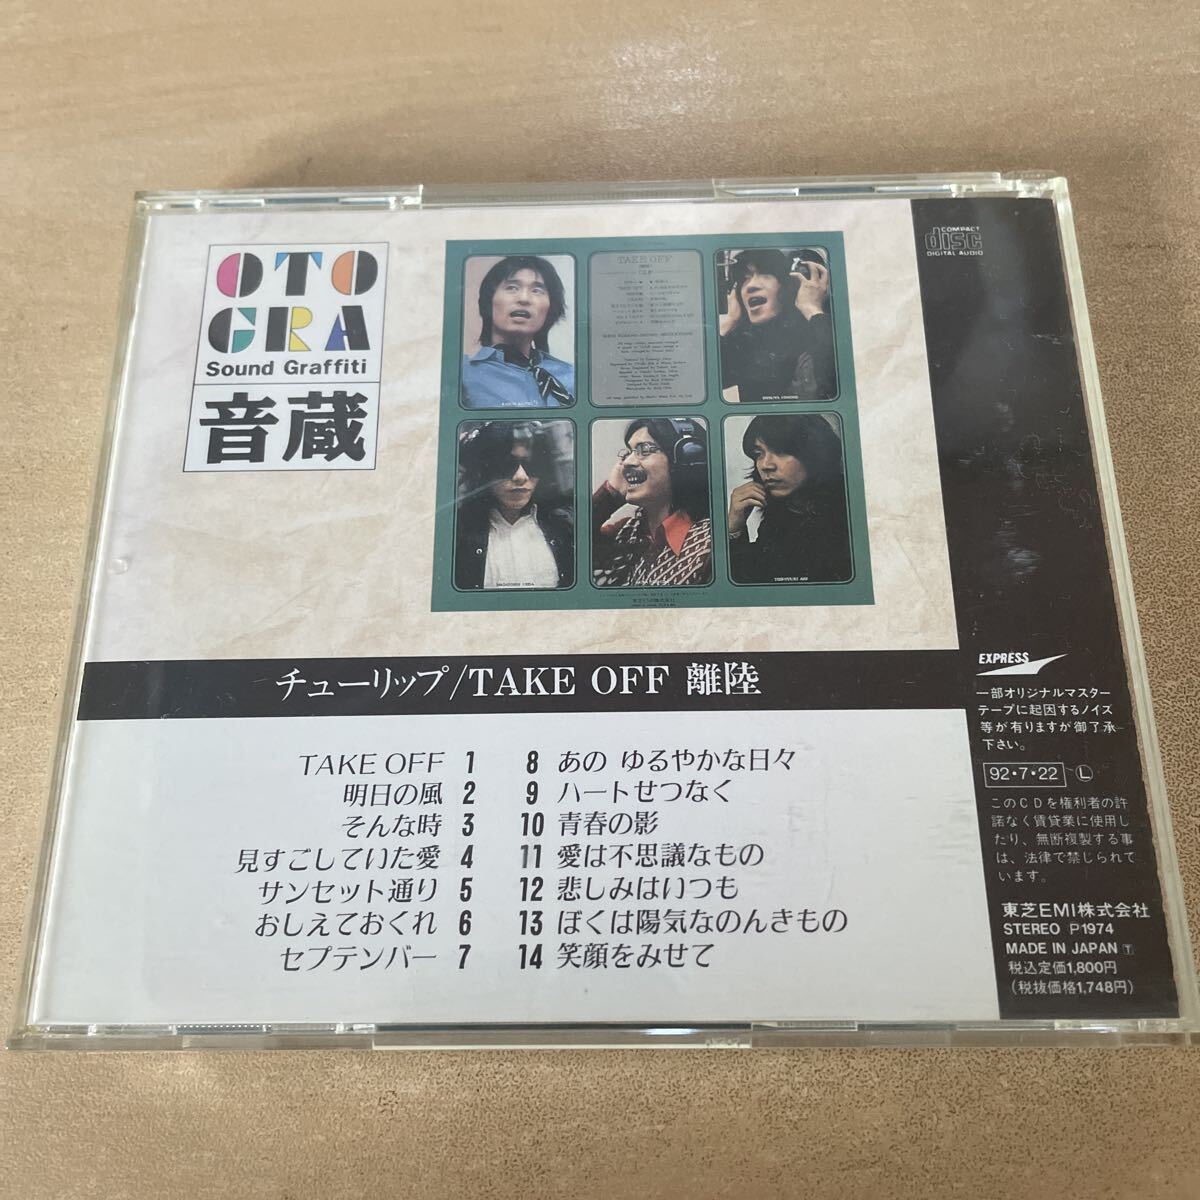 OTO
GRA
Sound Graffiti
音蔵
TAKE OFF
COMPACT
disc
DIGITAL AUDIO
チューリップ/TAKE OFF 離陸
TAKE OFF 1
明日の風 2
そんな時 3
見すごしていた愛 4
サンセット通り 5
おしえておくれ 6
セプテンバー 7
8 あの ゆるやかな日々
9 ハートせつなく
10 青春の影
11 愛は不思議なもの
12 悲しみはいつも
13 ぼくは陽気なのんきもの
14 笑顔をみせて
EXPRESS
一部オリジナルマスター
テープに起因するノイズ
等が有りますが御了承
下さい。
92・7・22 Ⓛ
このCDを権利者の許
諾なく賃貸業に使用し
たり、無断複製する事
は、法律で禁じられて
います。
東芝EMI株式会社
STEREO P1974
MADE IN JAPAN T
税込定価1,800円
(税抜価格1,748円)